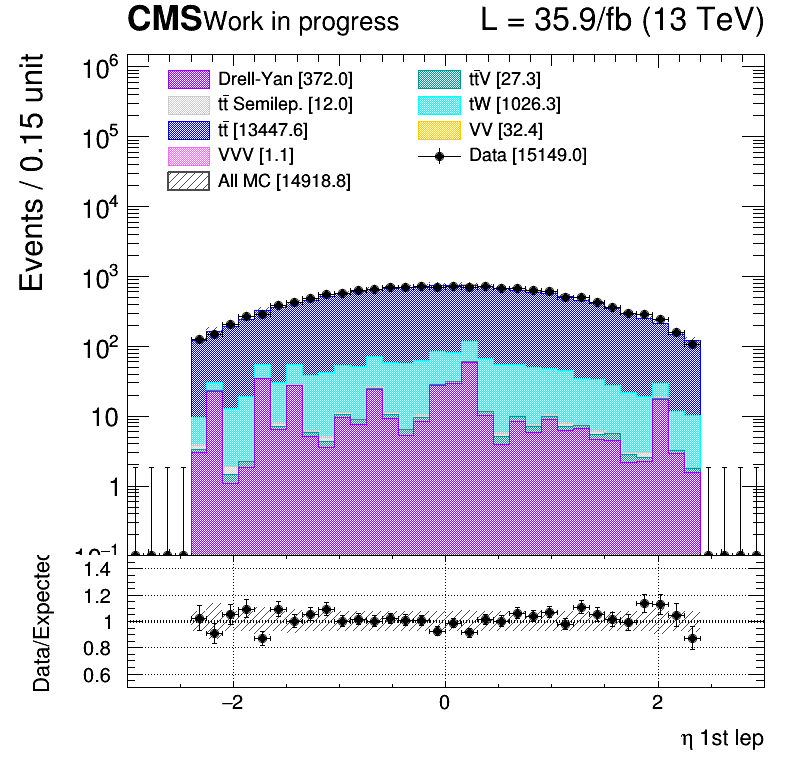 CMS Work in progress L = 35.9/fb (13 TeV)
Events / 0.15 unit
Drell-Yan [372.0]
tt̄ Semilep. [12.0]
tt̄ [13447.6]
VVV [1.1]
All MC [14918.8]
tt̄V [27.3]
tW [1026.3]
VV [32.4]
Data [15149.0]
10⁶
10⁵
10⁴
10³
10²
10
1
10⁻¹
Data/Expected
1.4
1.2
1
0.8
0.6
−2 0 2
η 1st lep